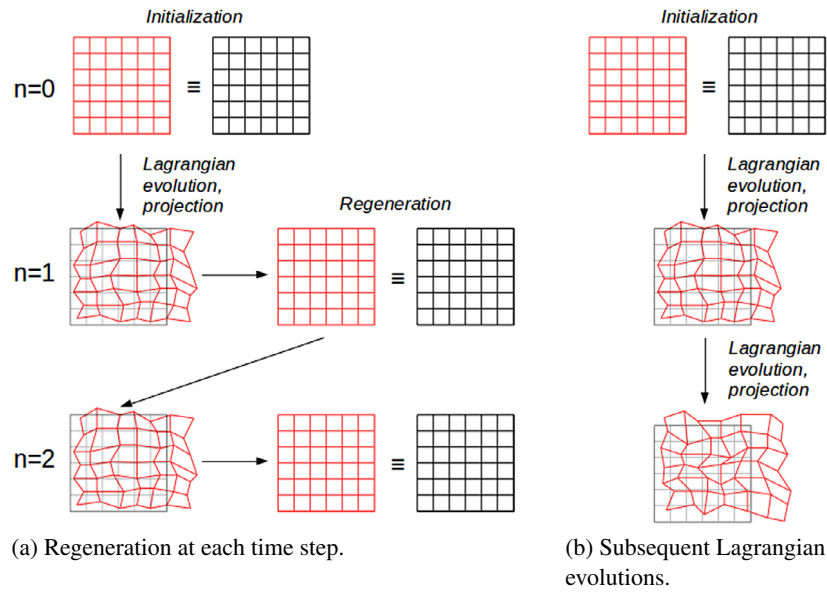 Initialization
n=0
≡
Lagrangian
evolution,
projection
Regeneration
n=1
≡
n=2
≡
(a) Regeneration at each time step.
Initialization
≡
Lagrangian
evolution,
projection
Lagrangian
evolution,
projection
(b) Subsequent Lagrangian
evolutions.